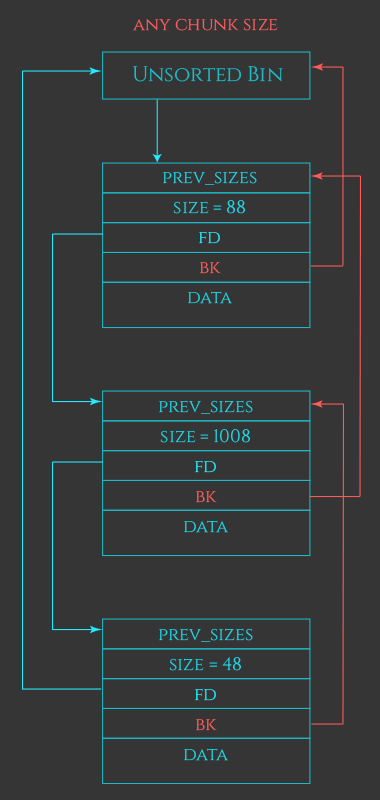 ANY CHUNK SIZE
UNSORTED BIN
PREV_SIZES
SIZE = 88
FD
BK
DATA
PREV_SIZES
SIZE = 1008
FD
BK
DATA
PREV_SIZES
SIZE = 48
FD
BK
DATA